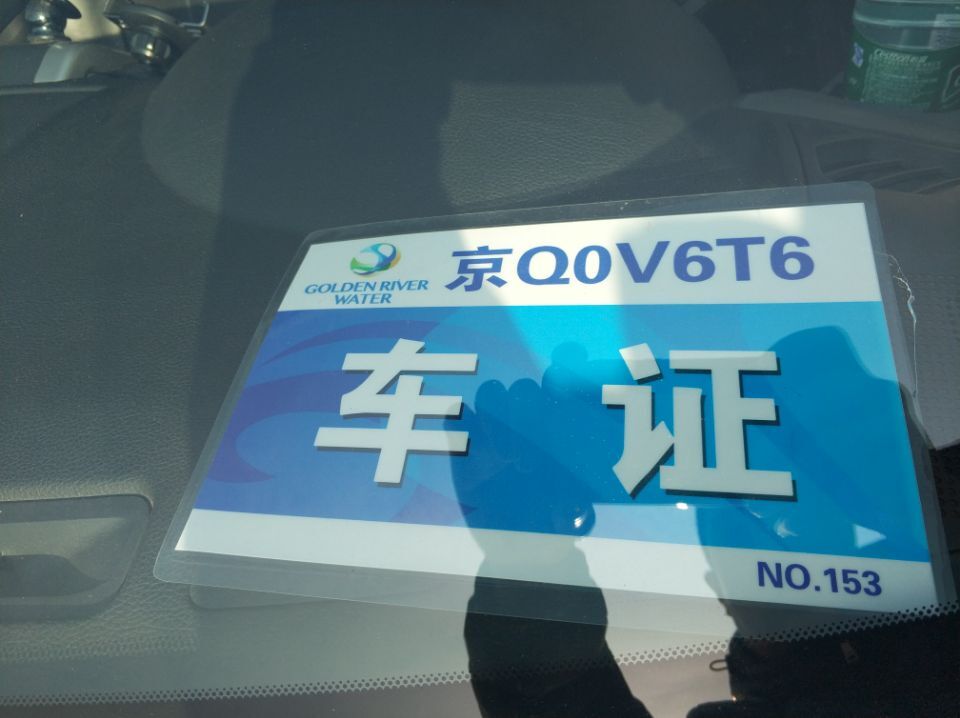 GOLDEN RIVER
WATER
京Q0V6T6
车证
NO.153